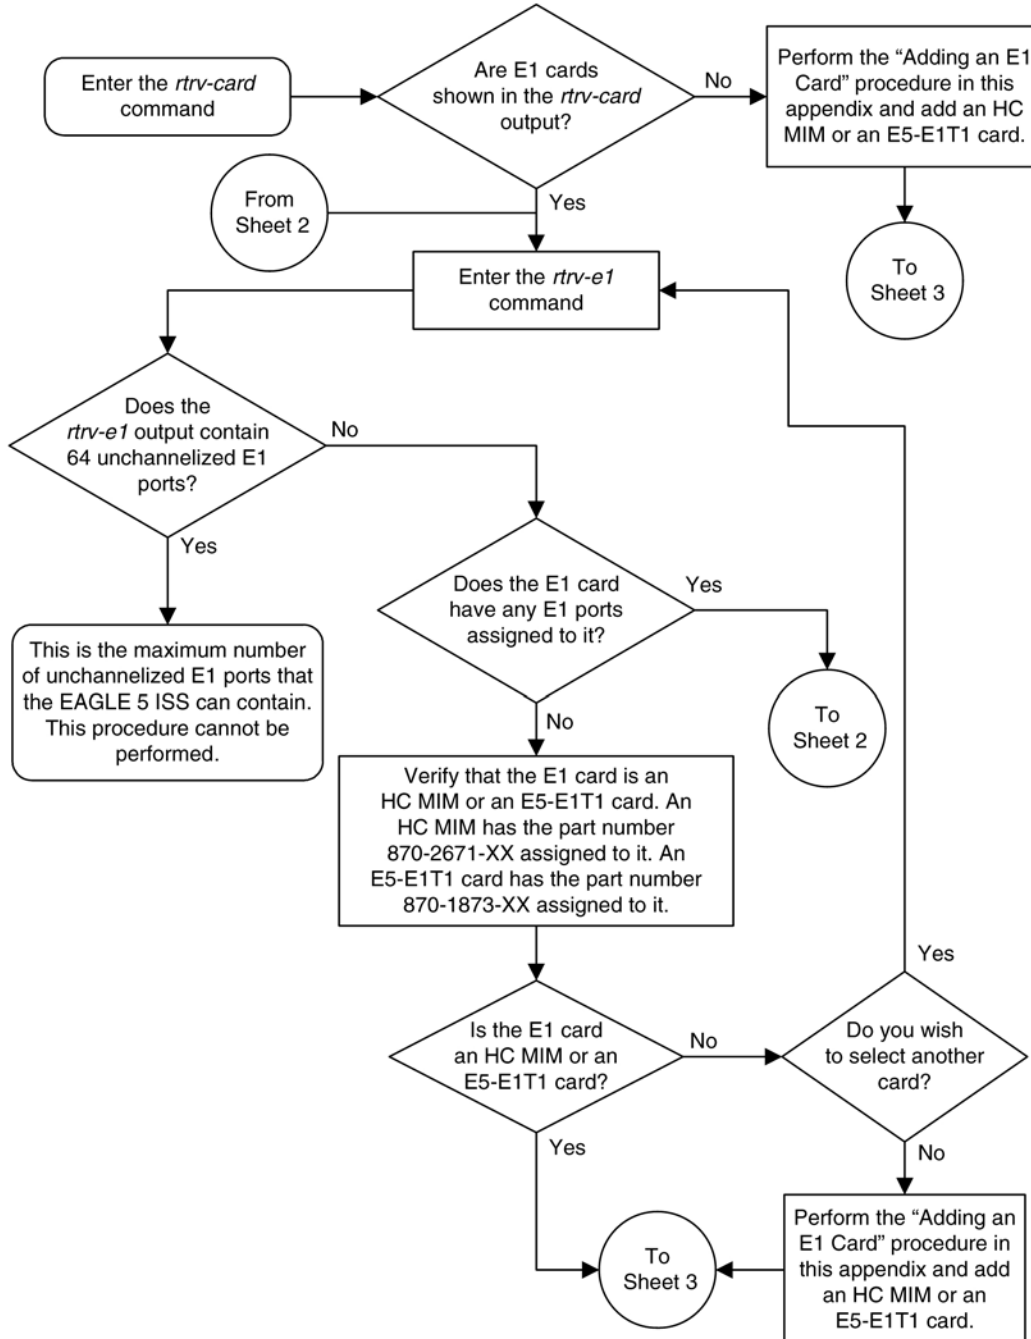 Enter the rtrv-card
command
Are E1 cards
shown in the rtrv-card
output?
No
Perform the “Adding an E1
Card” procedure in this
appendix and add an HC
MIM or an E5-E1T1 card.
Yes
From
Sheet 2
To
Sheet 3
Enter the rtrv-e1
command
Does the
rtrv-e1 output contain
64 unchannelized E1
ports?
No
Yes
This is the maximum number
of unchannelized E1 ports that
the EAGLE 5 ISS can contain.
This procedure cannot be
performed.
Does the E1 card
have any E1 ports
assigned to it?
Yes
To
Sheet 2
No
Verify that the E1 card is an
HC MIM or an E5-E1T1 card. An
HC MIM has the part number
870-2671-XX assigned to it. An
E5-E1T1 card has the part number
870-1873-XX assigned to it.
Is the E1 card
an HC MIM or an
E5-E1T1 card?
No
Yes
Do you wish
to select another
card?
Yes
No
To
Sheet 3
Perform the “Adding an
E1 Card” procedure in
this appendix and add
an HC MIM or an
E5-E1T1 card.